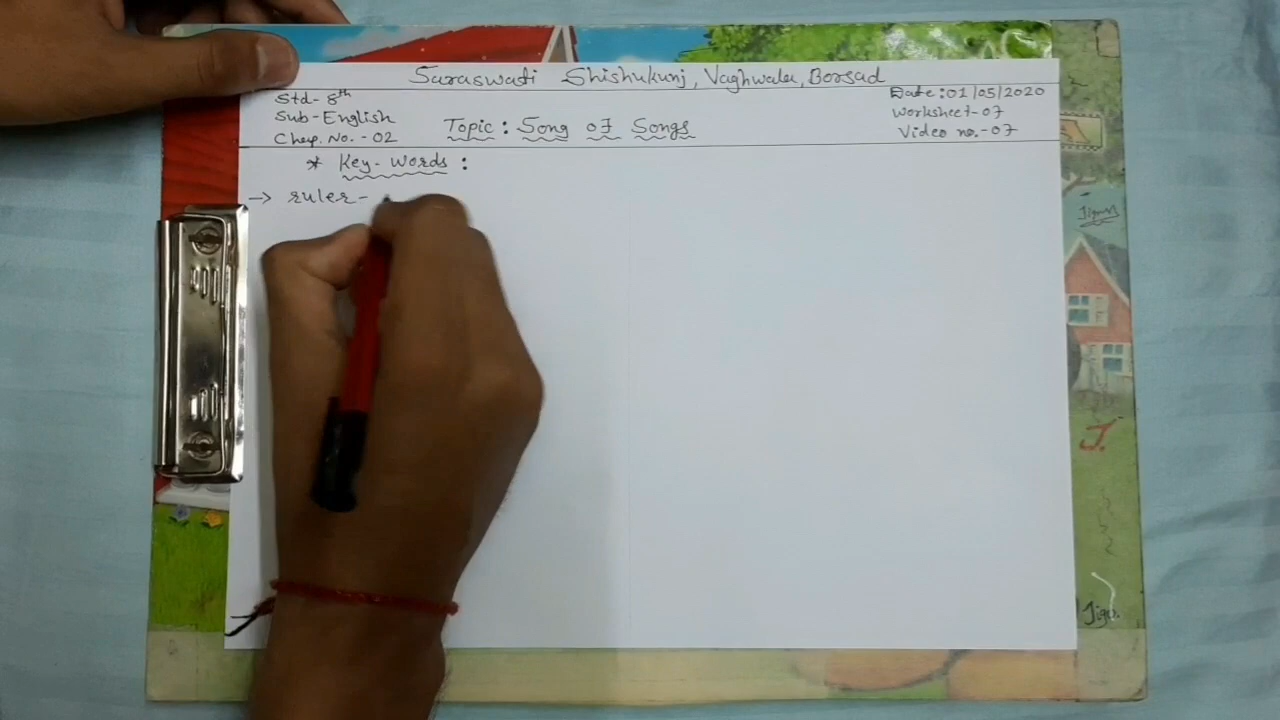 Saraswati Shishukunj, Vaghwala, Borsad
Std- 8th
Sub- English
Chap. No. - 02
Topic : Song of Songs
Date : 01/05/2020
Worksheet - 07
Video no. - 07
* Key-words :
→ ruler-
Jigu.
J.